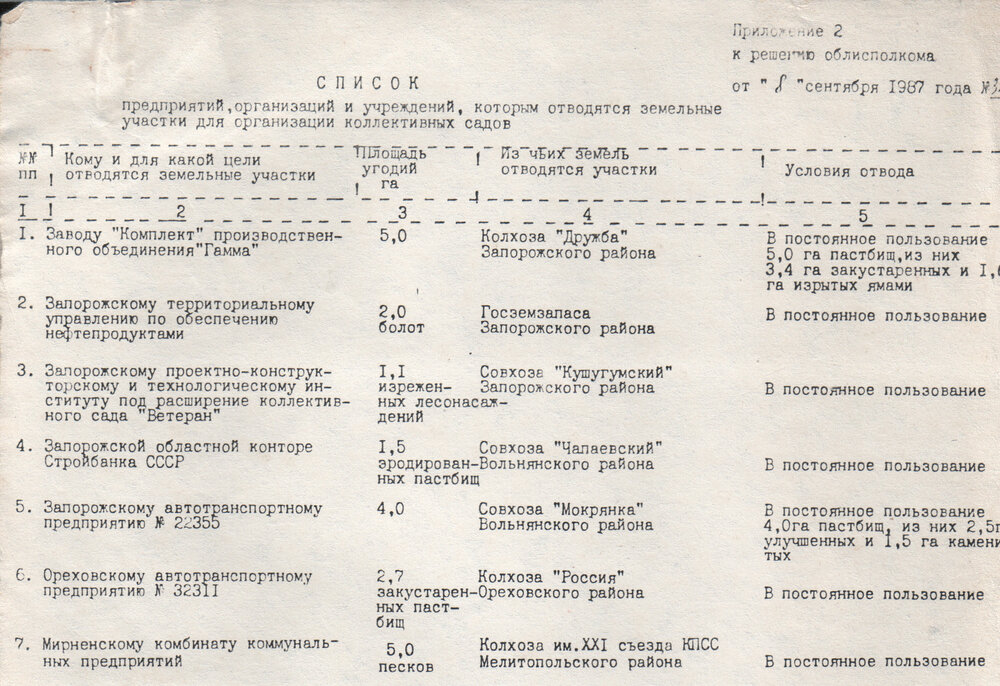 Приложение 2
к решению облисполкома
от "8" сентября 1987 года №
СПИСОК
предприятий, организаций и учреждений, которым отводятся земельные
участки для организации коллективных садов
№№ пп ! Кому и для какой цели отводятся земельные участки ! Площадь угодий га ! Из чьих земель отводятся участки ! Условия отвода
I ! 2 3 4 5
I. Заводу "Комплект" производствен- 5,0 Колхоза "Дружба" В постоянное пользование
ного объединения "Гамма" Запорожского района 5,0 га пастбищ, из них
3,4 га закустаренных и
га изрытых ямами
2. Запорожскому территориальному 2,0 Госземзапаса В постоянное пользование
управлению по обеспечению болот Запорожского района
нефтепродуктами
3. Запорожскому проектно-конструк- I,I Совхоза "Кушугумский"
торскому и технологическому ин- изрежен- Запорожского района В постоянное пользование
ституту под расширение коллектив- ных лесонасаж-
ного сада "Ветеран" дений
4. Запорожской областной конторе I,5 Совхоза "Чапаевский"
Стройбанка СССР эродирован- Вольнянского района В постоянное пользование
ных пастбищ
5. Запорожскому автотранспортному 4,0 Совхоза "Мокрянка" В постоянное пользование
предприятию № 22355 Вольнянского района 4,0га пастбищ, из них 2,5г
улучшенных и I,5 га камени
тых
6. Ореховскому автотранспортному 2,7 Колхоза "Россия"
предприятию № 323II закустарен- Ореховского района В постоянное пользование
ных паст-
бищ
7. Мирненскому комбинату коммуналь- 5,0 Колхоза им.XXI съезда КПСС
ных предприятий песков Мелитопольского района В постоянное пользование